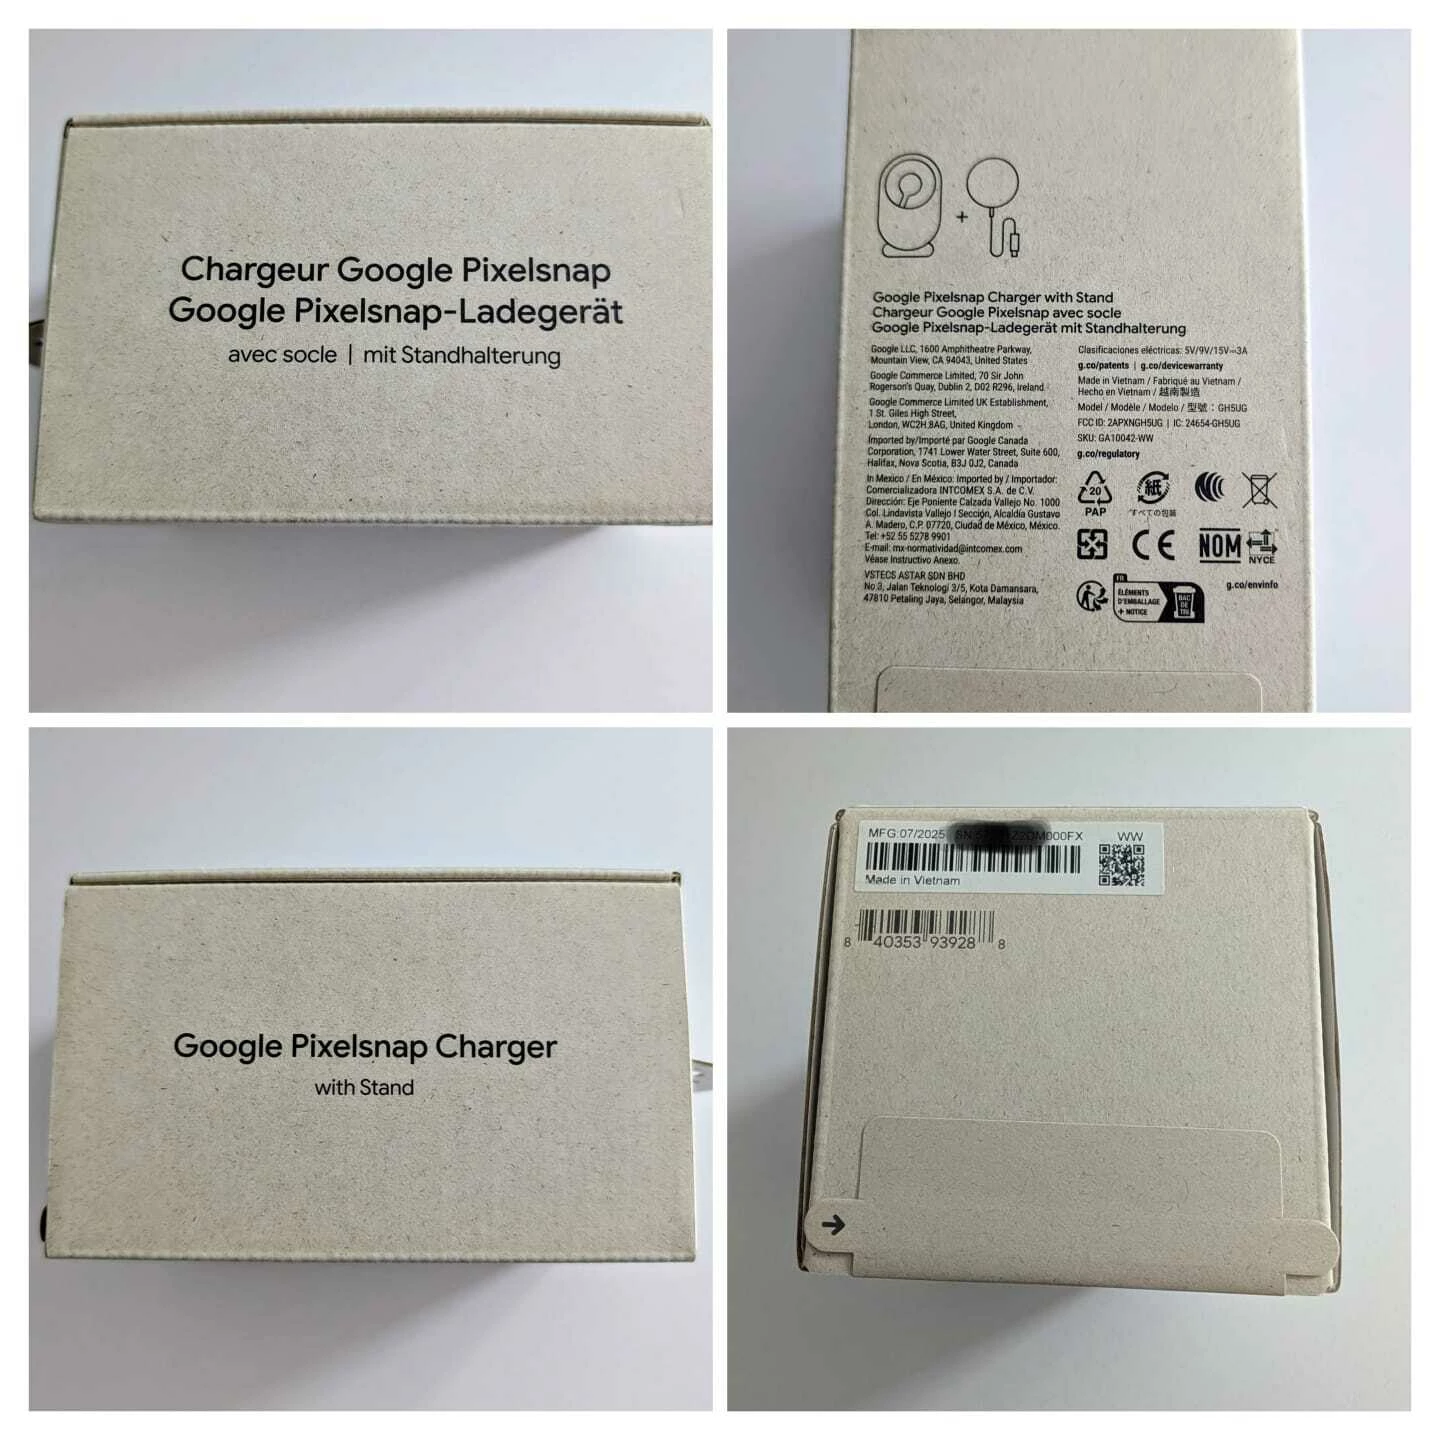 Chargeur Google Pixelsnap
Google Pixelsnap-Ladegerät
avec socle | mit Standhalterung
Google Pixelsnap Charger with Stand
Chargeur Google Pixelsnap avec socle
Google Pixelsnap-Ladegerät mit Standhalterung
Google LLC, 1600 Amphitheatre Parkway,
Mountain View, CA 94043, United States
Google Commerce Limited, 70 Sir John
Rogerson's Quay, Dublin 2, D02 R296, Ireland
Google Commerce Limited UK Establishment,
1 St. Giles High Street,
London, WC2H 8AG, United Kingdom
Imported by/Importé par Google Canada
Corporation, 1741 Lower Water Street, Suite 600,
Halifax, Nova Scotia, B3J 0J2, Canada
In Mexico / En México: Imported by / Importador:
Comercializadora INTCOMEX S.A. de C.V.
Dirección: Eje Poniente Calzada Vallejo No. 1000
Col. Lindavista Vallejo I Sección, Alcaldía Gustavo
A. Madero, C.P. 07720, Ciudad de México, México.
Tel: +52 55 5278 9901
E-mail: mx-normatividad@intcomex.com
Véase Instructivo Anexo.
VSTECS ASTAR SDN BHD
No 3, Jalan Teknologi 3/5, Kota Damansara,
47810 Petaling Jaya, Selangor, Malaysia
Clasificaciones eléctricas: 5V/9V/15V⎓3A
g.co/patents | g.co/devicewarranty
Made in Vietnam / Fabriqué au Vietnam /
Hecho en Vietnam / 越南製造
Model / Modèle / Modelo / 型號 : GH5UG
FCC ID: 2APXNGH5UG | IC: 24654-GH5UG
SKU: GA10042-WW
g.co/regulatory
20
PAP
紙
すべての包装
CE
NOM
NYCE
FR
ÉLÉMENTS
D'EMBALLAGE
+ NOTICE
BAC
DE
TRI
g.co/envinfo
Google Pixelsnap Charger
with Stand
MFG:07/2025 SN: M000FX WW
Made in Vietnam
8 40353 93928 8